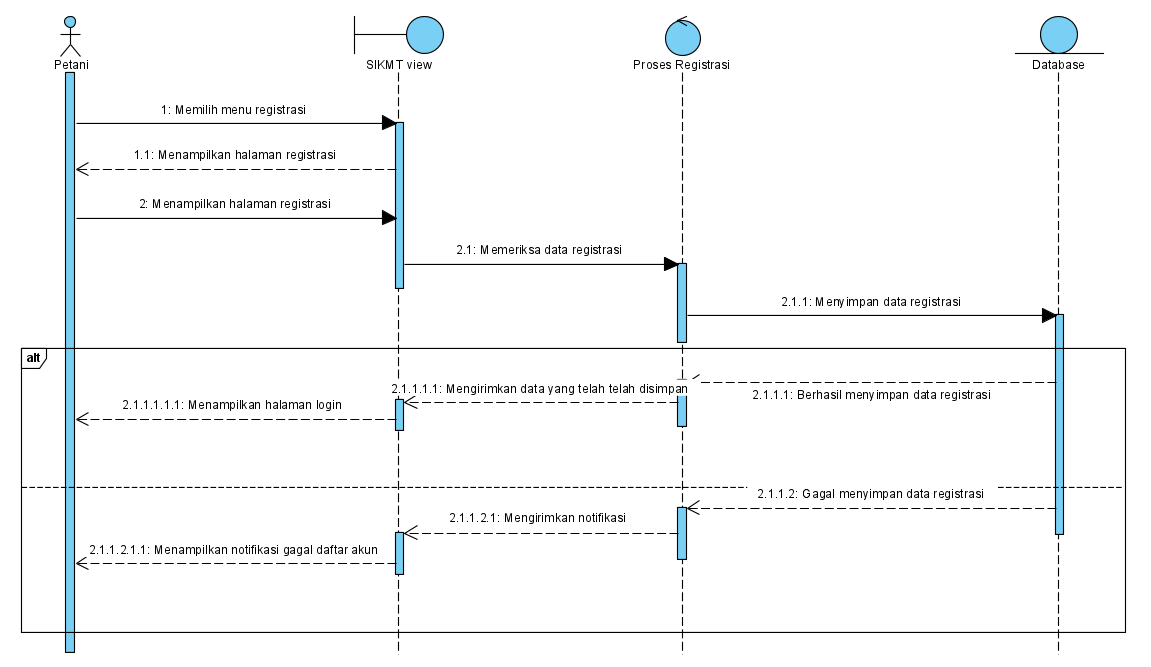 Petani
SIKMT view
Proses Registrasi
Database
1: Memilih menu registrasi
1.1: Menampilkan halaman registrasi
2: Menampilkan halaman registrasi
2.1: Memeriksa data registrasi
2.1.1: Menyimpan data registrasi
alt
2.1.1.1: Berhasil menyimpan data registrasi
2.1.1.1.1: Mengirimkan data yang telah telah disimpan
2.1.1.1.1.1: Menampilkan halaman login
2.1.1.2: Gagal menyimpan data registrasi
2.1.1.2.1: Mengirimkan notifikasi
2.1.1.2.1.1: Menampilkan notifikasi gagal daftar akun